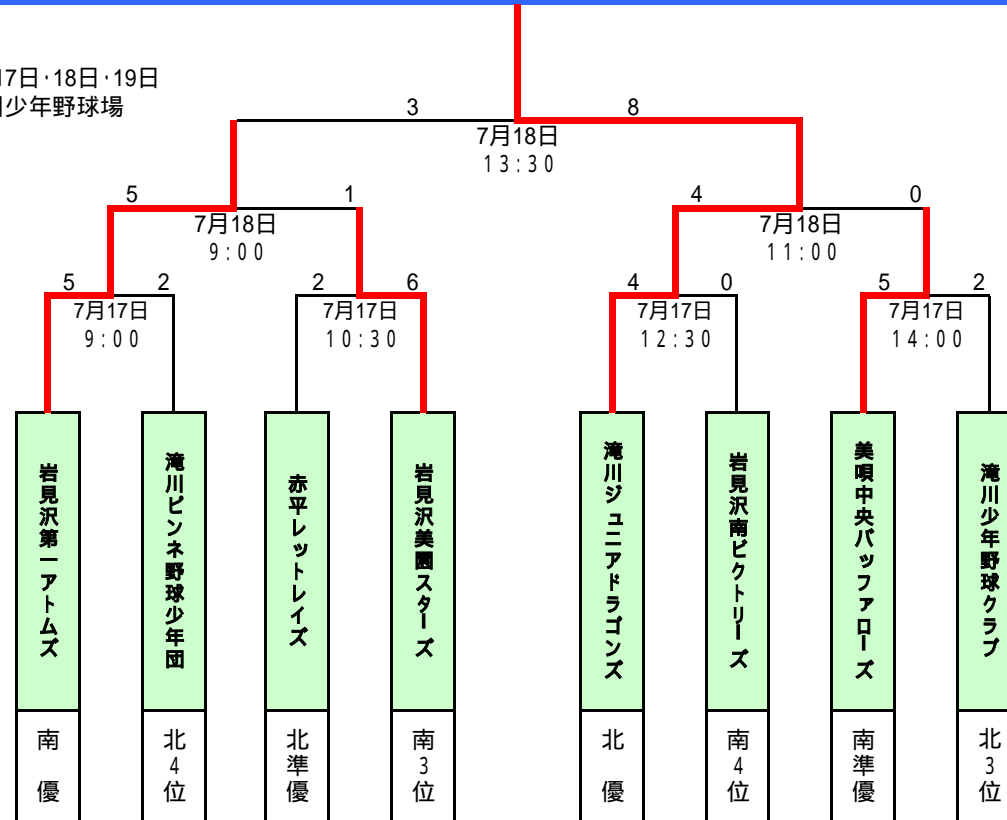 17日･18日･19日
少年野球場
3
8
7月18日
13:30
5
1
7月18日
9:00
4
0
7月18日
11:00
5
2
7月17日
9:00
2
6
7月17日
10:30
4
0
7月17日
12:30
5
2
7月17日
14:00
岩見沢第一アトムズ
滝川ピンネ野球少年団
赤平レットレイズ
岩見沢美園スターズ
滝川ジュニアドラゴンズ
岩見沢南ビクトリーズ
美唄中央バッファローズ
滝川少年野球クラブ
南優
北4位
北準優
南3位
北優
南4位
南準優
北3位